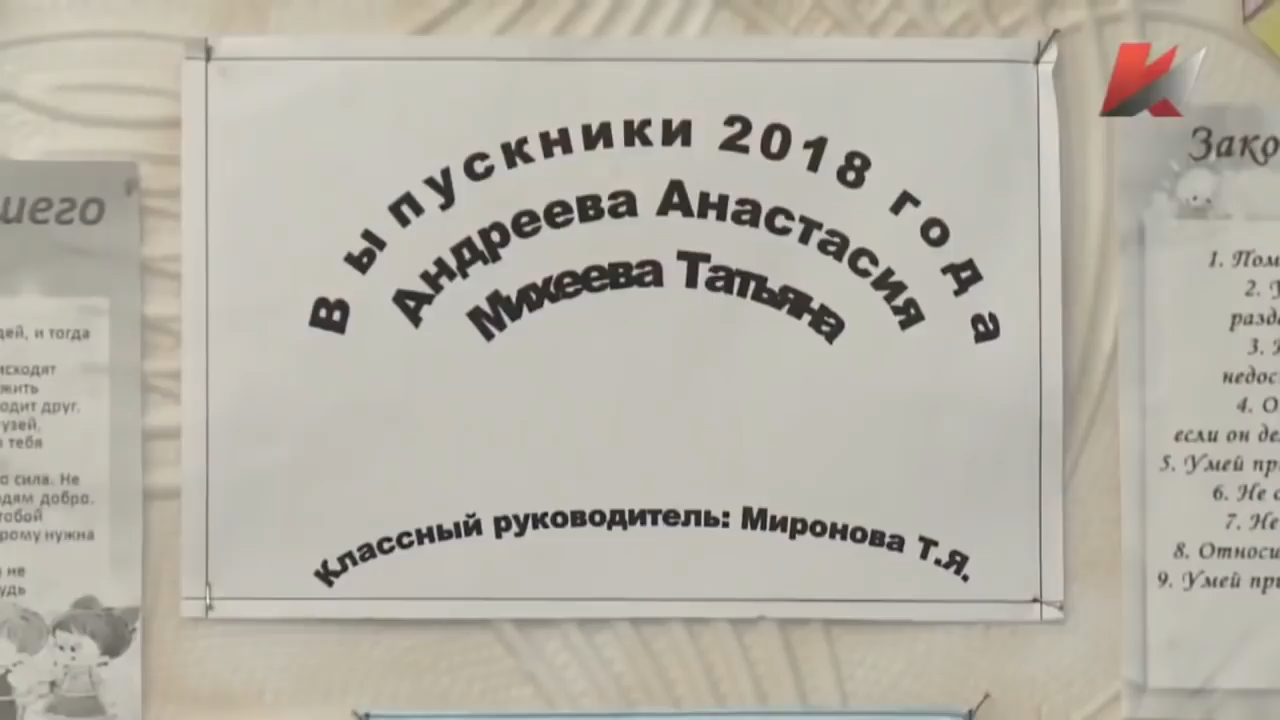 Выпускники 2018 года
Андреева Анастасия
Михеева Татьяна
Классный руководитель: Миронова Т.Я.
шего
дей, и тогда
исходят
жить
одит друг.
узей,
тебя
сила. Не
дям добро.
тобой
рому нужна
не
удь
К
Зако
1. Пом
2. У
разд
3.
недос
4. О
если он де
5. Умей пр
6. Не
7. Не
8. Относи
9. Умей при